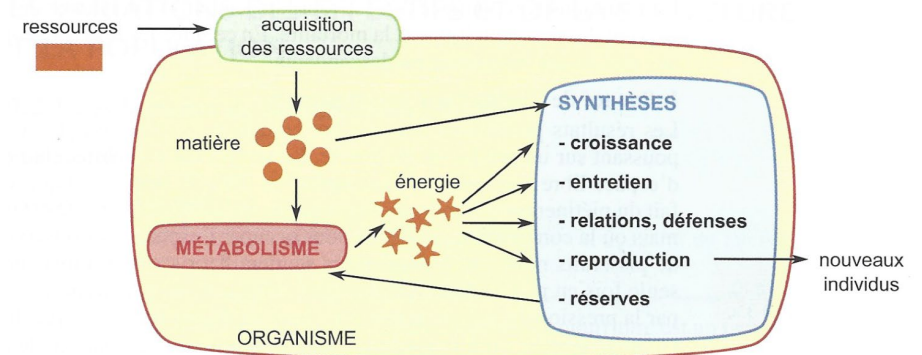 ressources
acquisition
des ressources
matière
énergie
MÉTABOLISME
SYNTHÈSES
- croissance
- entretien
- relations, défenses
- reproduction
- réserves
nouveaux
individus
ORGANISME